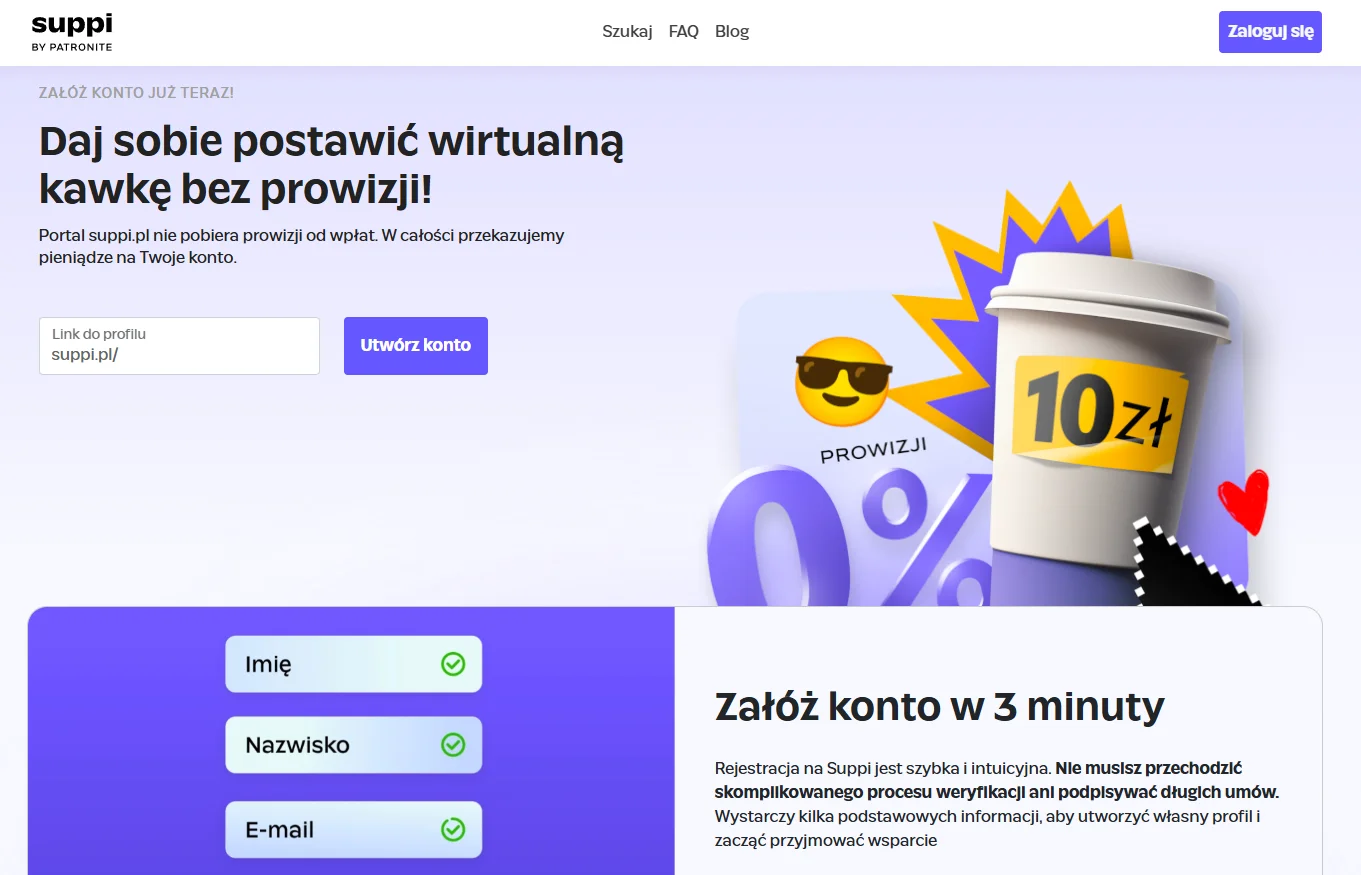 suppi
BY PATRONITE
Szukaj FAQ Blog
Zaloguj się
ZAŁÓŻ KONTO JUŻ TERAZ!
Daj sobie postawić wirtualną
kawkę bez prowizji!
Portal suppi.pl nie pobiera prowizji od wpłat. W całości przekazujemy
pieniądze na Twoje konto.
Link do profilu
suppi.pl/
Utwórz konto
10 zł
PROWIZJI
0%
Imię
Nazwisko
E-mail
Załóż konto w 3 minuty
Rejestracja na Suppi jest szybka i intuicyjna. Nie musisz przechodzić
skomplikowanego procesu weryfikacji ani podpisywać długich umów.
Wystarczy kilka podstawowych informacji, aby utworzyć własny profil i
zacząć przyjmować wsparcie